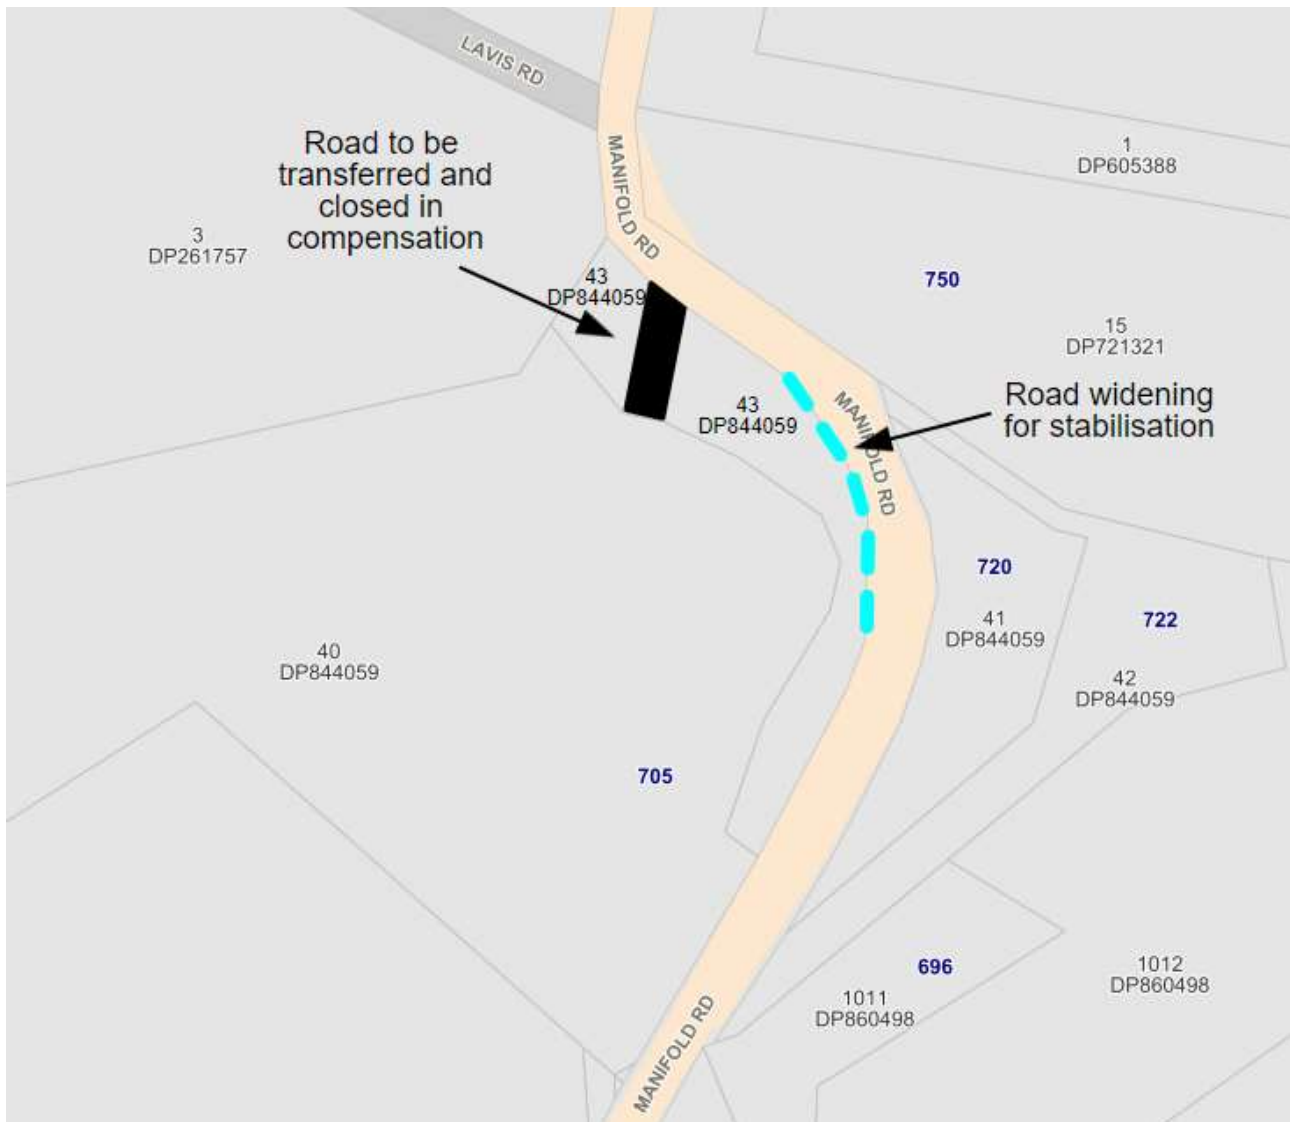 LAVIS RD
Road to be
transferred and
closed in
compensation
MANIFOLD RD
1
DP605388
3
DP261757
43
DP844059
750
15
DP721321
Road widening
for stabilisation
43
DP844059
MANIFOLD RD
720
41
DP844059
722
42
DP844059
40
DP844059
705
696
1011
DP860498
1012
DP860498
MANIFOLD RD